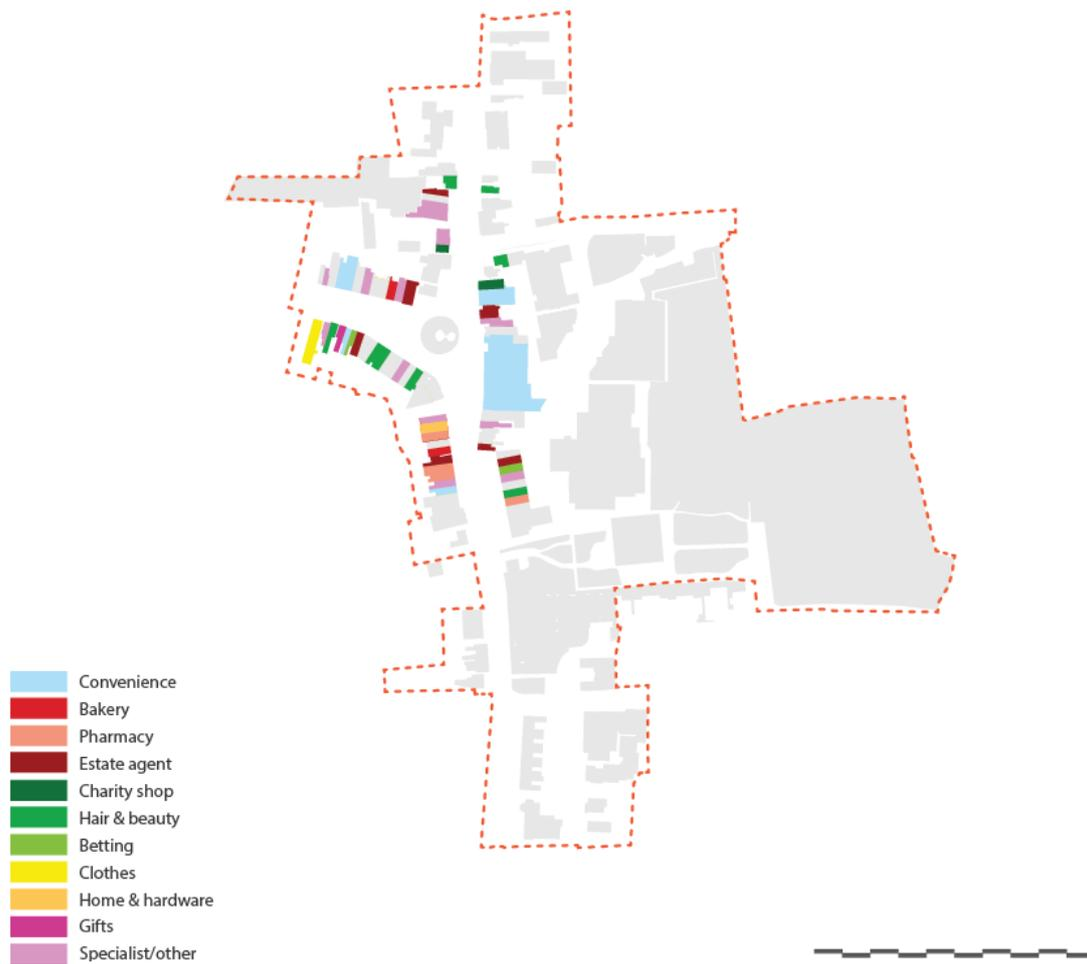 Convenience
Bakery
Pharmacy
Estate agent
Charity shop
Hair & beauty
Betting
Clothes
Home & hardware
Gifts
Specialist/other